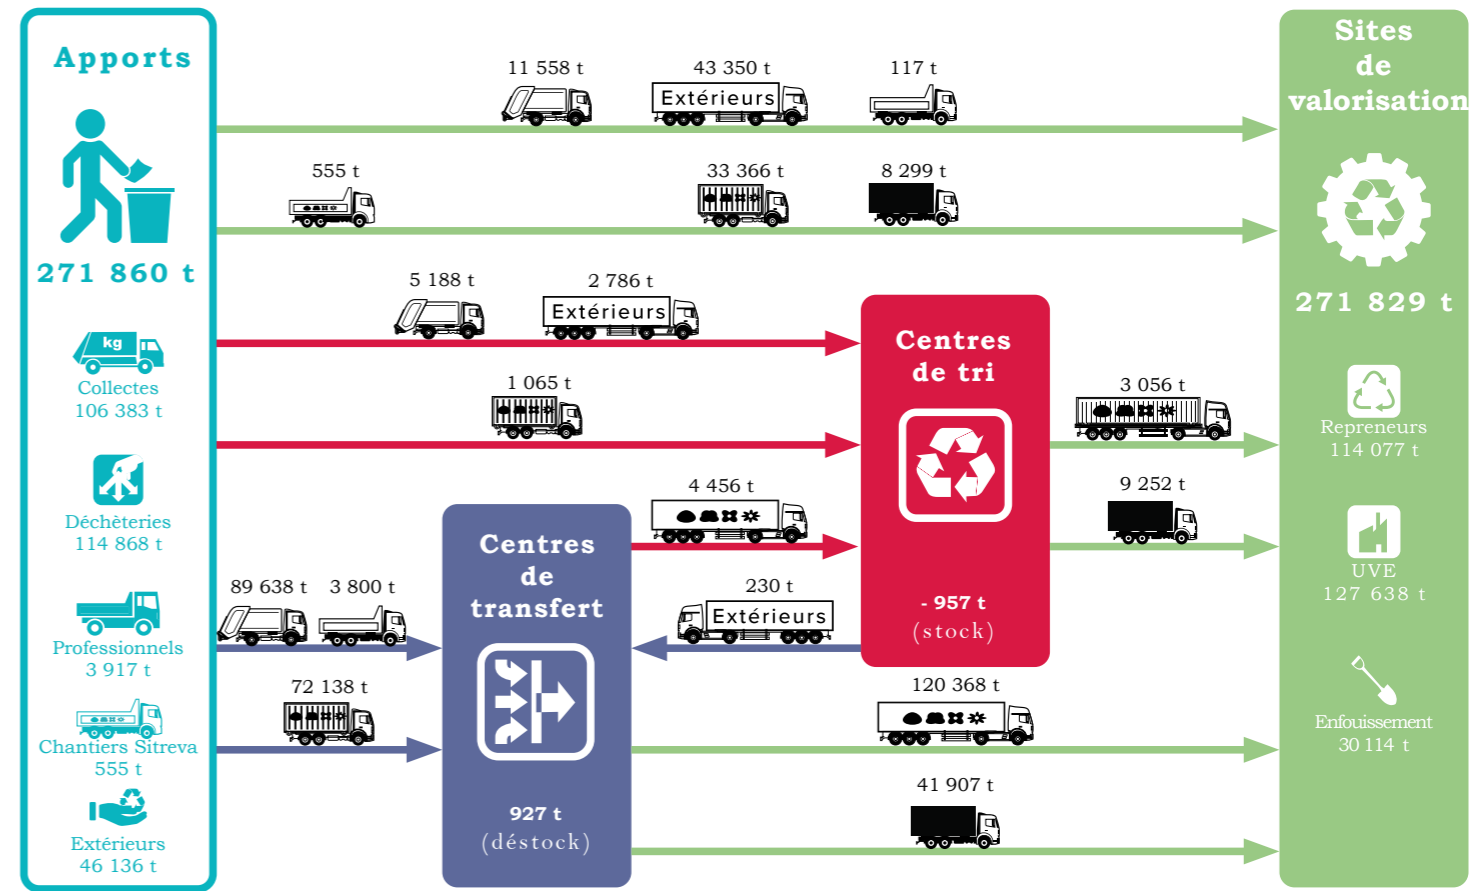 Apports
271 860 t
kg
Collectes
106 383 t
Déchèteries
114 868 t
Professionnels
3 917 t
Chantiers Sitreva
555 t
Extérieurs
46 136 t
11 558 t
43 350 t
117 t
Extérieurs
555 t
33 366 t
8 299 t
5 188 t
2 786 t
Extérieurs
1 065 t
4 456 t
89 638 t
3 800 t
230 t
Extérieurs
72 138 t
Centres
de
transfert
927 t
(déstock)
Centres
de tri
- 957 t
(stock)
3 056 t
9 252 t
120 368 t
41 907 t
Sites
de
valorisation
271 829 t
Repreneurs
114 077 t
UVE
127 638 t
Enfouissement
30 114 t